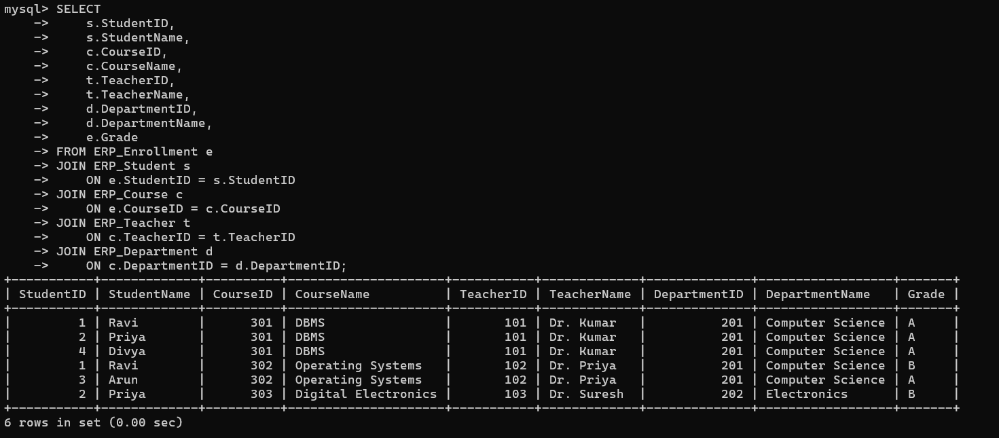 mysql> SELECT
    ->     s.StudentID,
    ->     s.StudentName,
    ->     c.CourseID,
    ->     c.CourseName,
    ->     t.TeacherID,
    ->     t.TeacherName,
    ->     d.DepartmentID,
    ->     d.DepartmentName,
    ->     e.Grade
    -> FROM ERP_Enrollment e
    -> JOIN ERP_Student s
    ->     ON e.StudentID = s.StudentID
    -> JOIN ERP_Course c
    ->     ON e.CourseID = c.CourseID
    -> JOIN ERP_Teacher t
    ->     ON c.TeacherID = t.TeacherID
    -> JOIN ERP_Department d
    ->     ON c.DepartmentID = d.DepartmentID;
+-----------+-------------+----------+---------------------+-----------+-------------+--------------+------------------+-------+
| StudentID | StudentName | CourseID | CourseName          | TeacherID | TeacherName | DepartmentID | DepartmentName   | Grade |
+-----------+-------------+----------+---------------------+-----------+-------------+--------------+------------------+-------+
|         1 | Ravi        |      301 | DBMS                |       101 | Dr. Kumar   |          201 | Computer Science | A     |
|         2 | Priya       |      301 | DBMS                |       101 | Dr. Kumar   |          201 | Computer Science | A     |
|         4 | Divya       |      301 | DBMS                |       101 | Dr. Kumar   |          201 | Computer Science | A     |
|         1 | Ravi        |      302 | Operating Systems   |       102 | Dr. Priya   |          201 | Computer Science | B     |
|         3 | Arun        |      302 | Operating Systems   |       102 | Dr. Priya   |          201 | Computer Science | A     |
|         2 | Priya       |      303 | Digital Electronics |       103 | Dr. Suresh  |          202 | Electronics      | B     |
+-----------+-------------+----------+---------------------+-----------+-------------+--------------+------------------+-------+
6 rows in set (0.00 sec)